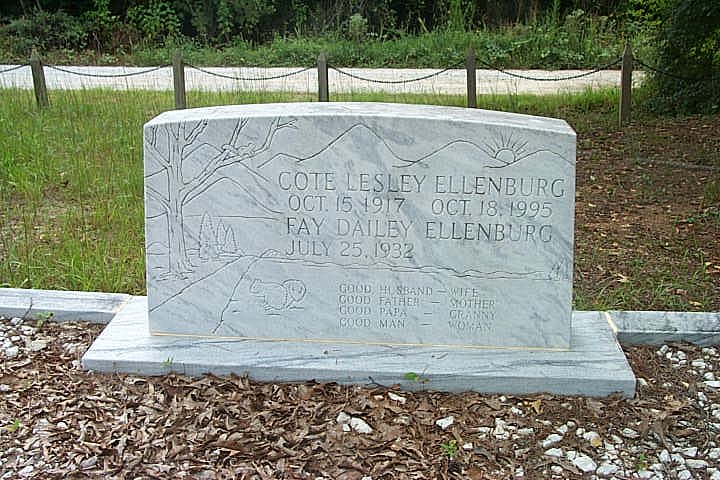 COTE LESLEY ELLENBURG
OCT. 15, 1917 OCT. 18, 1995
FAY DAILEY ELLENBURG
JULY 25, 1932
GOOD HUSBAND — WIFE
GOOD FATHER — MOTHER
GOOD PAPA — GRANNY
GOOD MAN — WOMAN